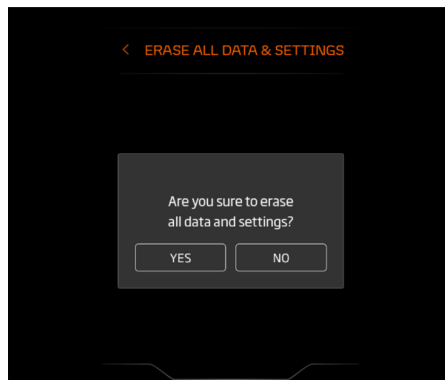 ERASE ALL DATA & SETTINGS
Are you sure to erase
all data and settings?
YES NO